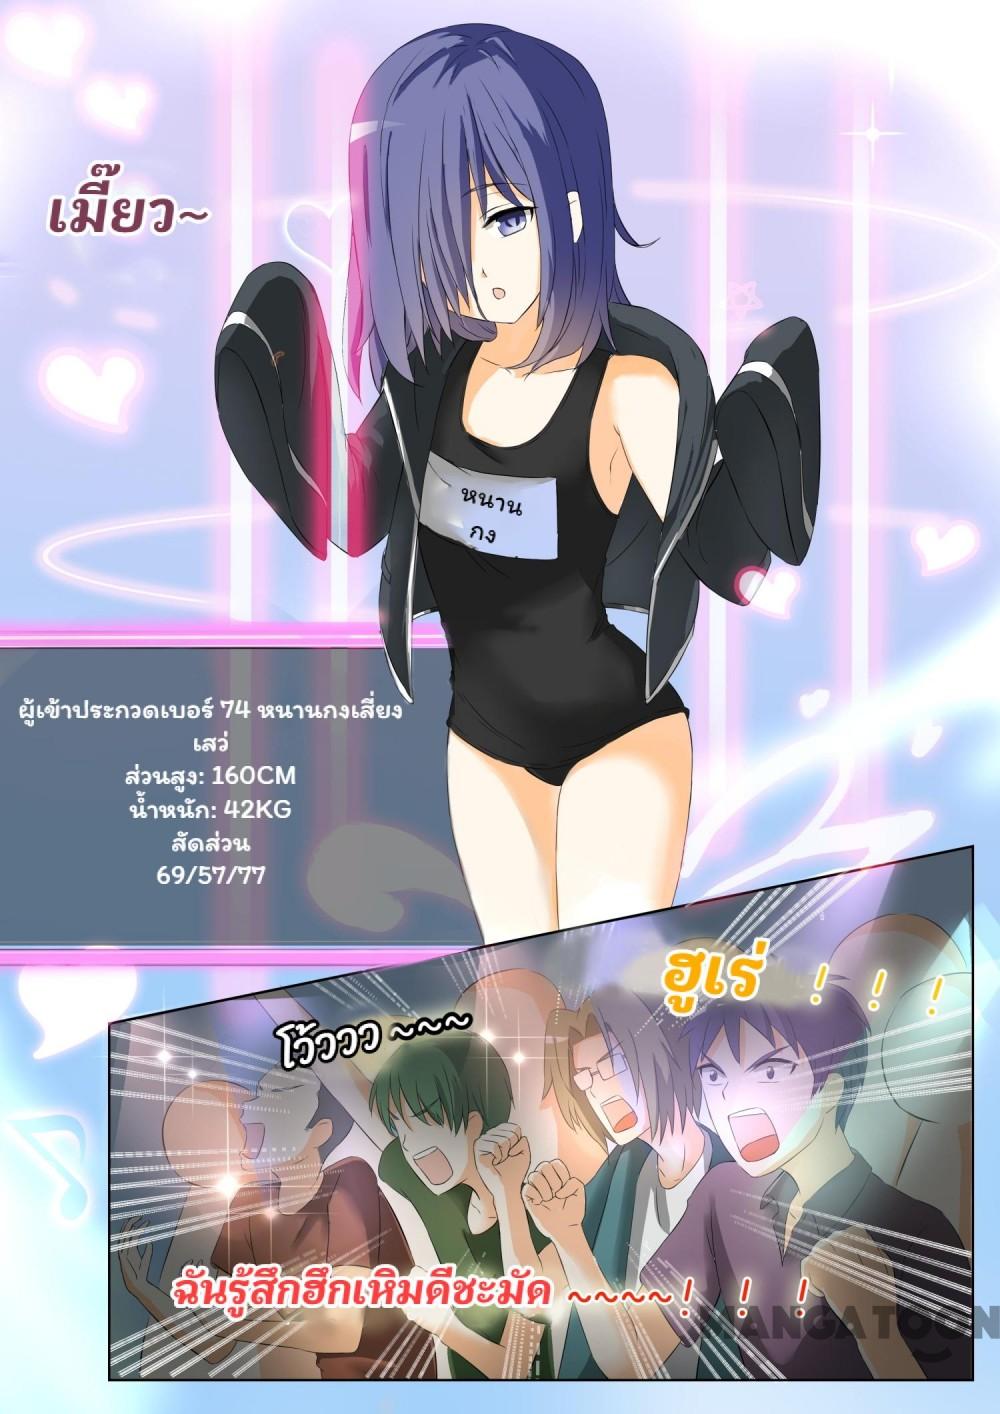 เมี๊ยว~
หนาน
กง
ผู้เข้าประกวดเบอร์ 74 หนานกงเสี่ยง
เสว่
ส่วนสูง: 160CM
น้ำหนัก: 42KG
สัดส่วน
69/57/77
ฮูเร่ ! ! !
โว้ววว ~~~~
ฉันรู้สึกฮึกเหิมดีชะมัด ~~~~! ! ! !
MANGATOON